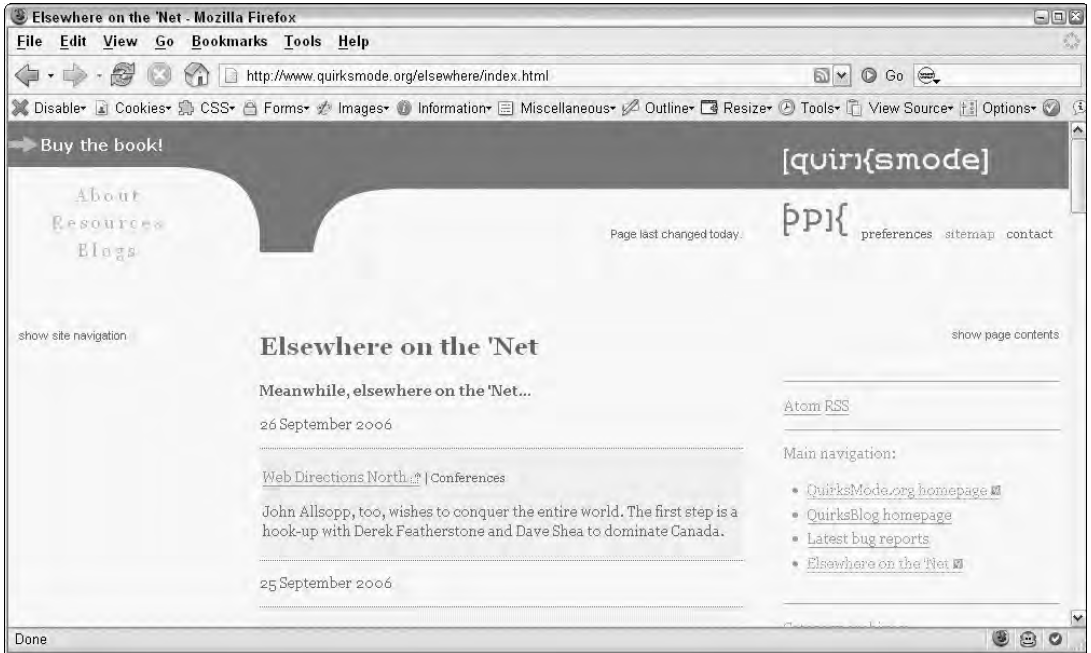 Elsewhere on the 'Net - Mozilla Firefox
File Edit View Go Bookmarks Tools Help
http://www.quirksmode.org/elsewhere/index.html Go
Disable Cookies CSS Forms Images Information Miscellaneous Outline Resize Tools View Source Options
Buy the book!
[quir}{smode]
About
Resources
Blogs
Page last changed today.
ppk
preferences sitemap contact
show site navigation
show page contents
Elsewhere on the 'Net
Meanwhile, elsewhere on the 'Net...
26 September 2006
Web Directions North | Conferences
John Allsopp, too, wishes to conquer the entire world. The first step is a
hook-up with Derek Featherstone and Dave Shea to dominate Canada.
25 September 2006
Atom RSS
Main navigation:
• QuirksMode.org homepage
• QuirksBlog homepage
• Latest bug reports
• Elsewhere on the 'Net
Done